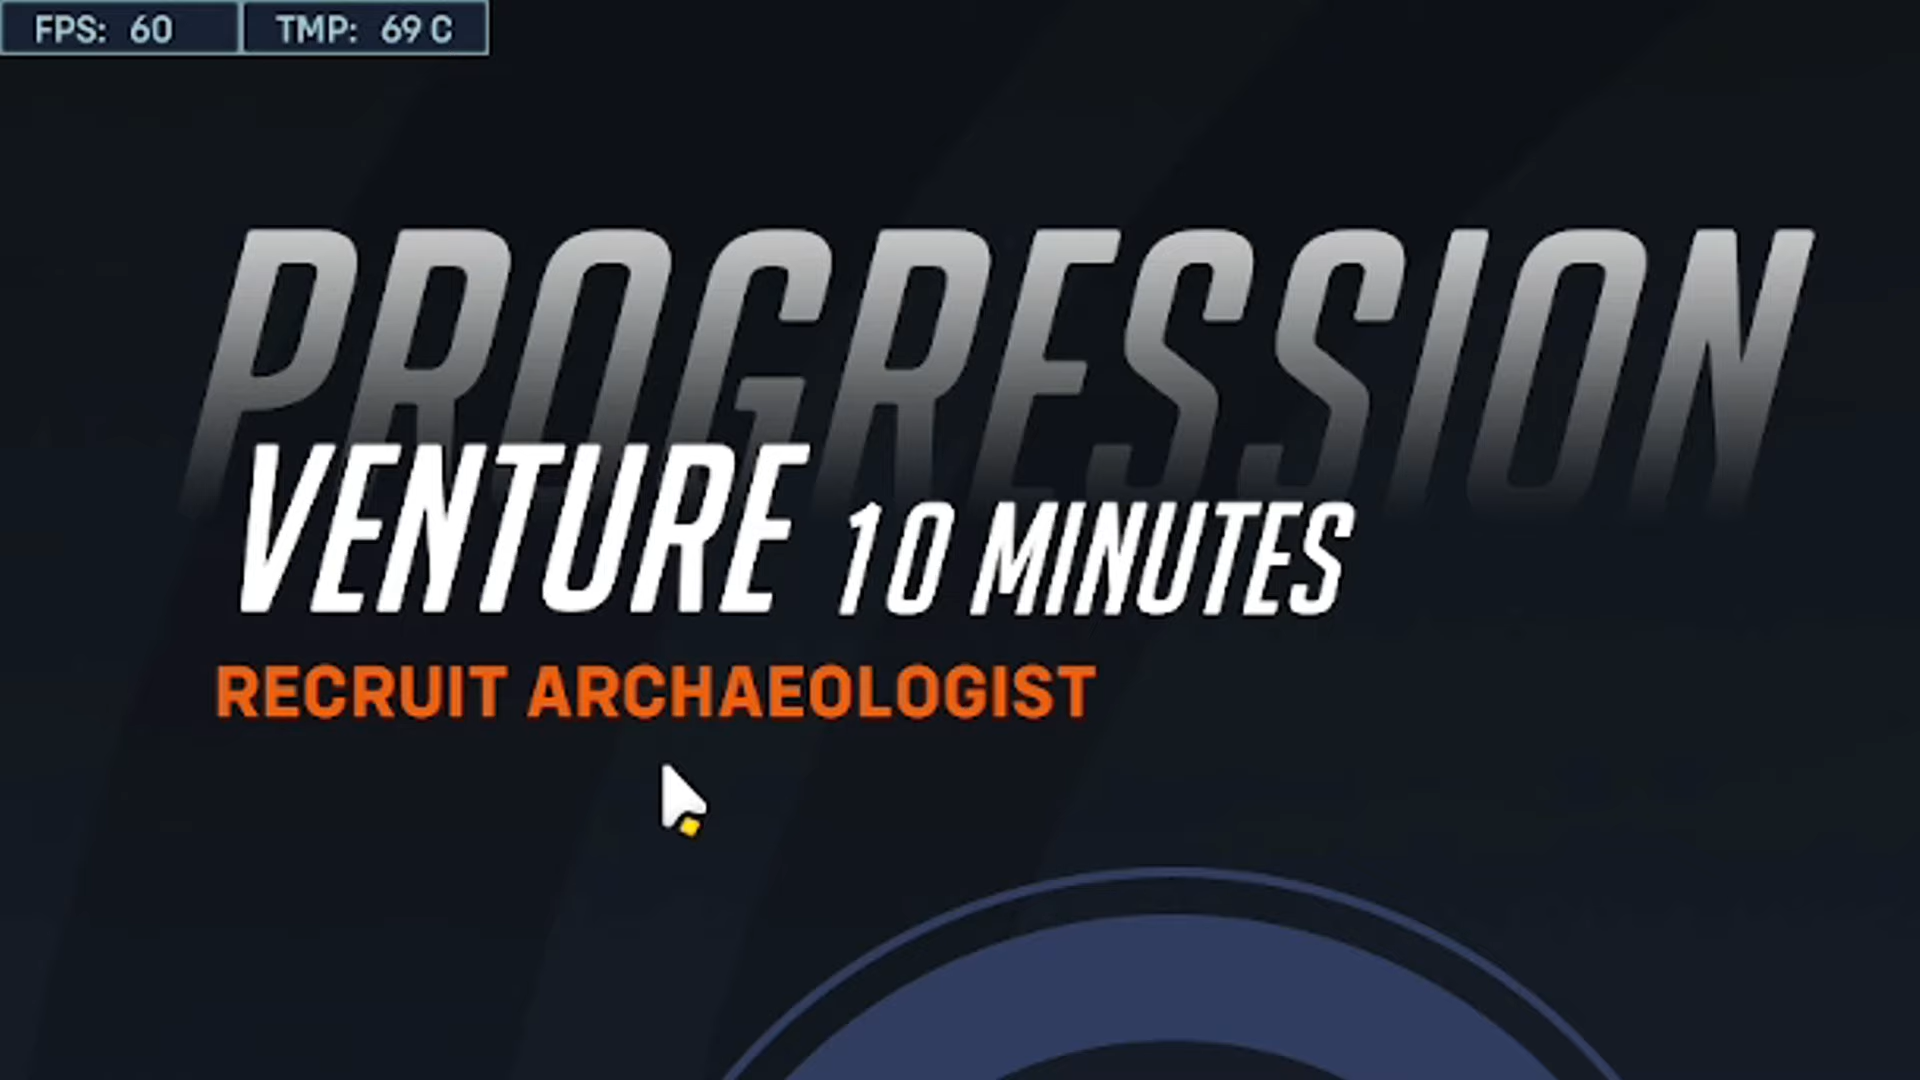 FPS: 60 TMP: 69 C
PROGRESSION
VENTURE 10 MINUTES
RECRUIT ARCHAEOLOGIST